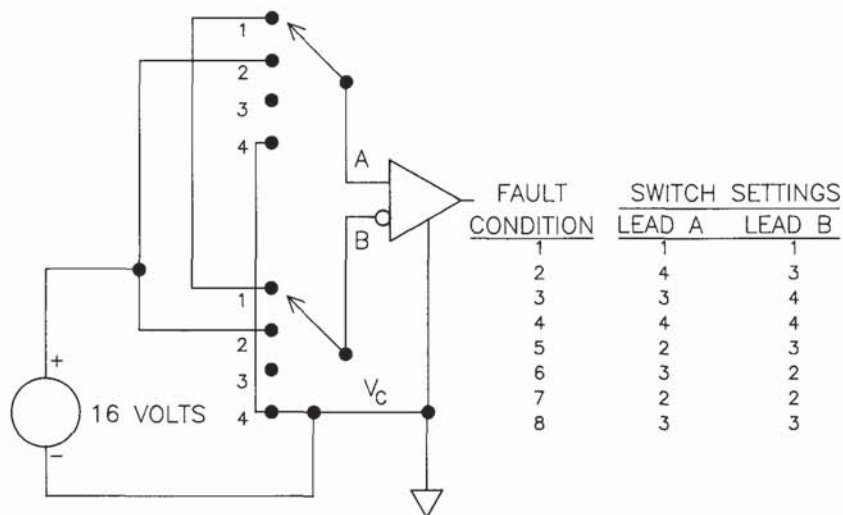 1
2
3
4
A
B
1
2
3
4
V_C
+
16 VOLTS
−
FAULT CONDITION SWITCH SETTINGS
LEAD A LEAD B
1 1 1
2 4 3
3 3 4
4 4 4
5 2 3
6 3 2
7 2 2
8 3 3